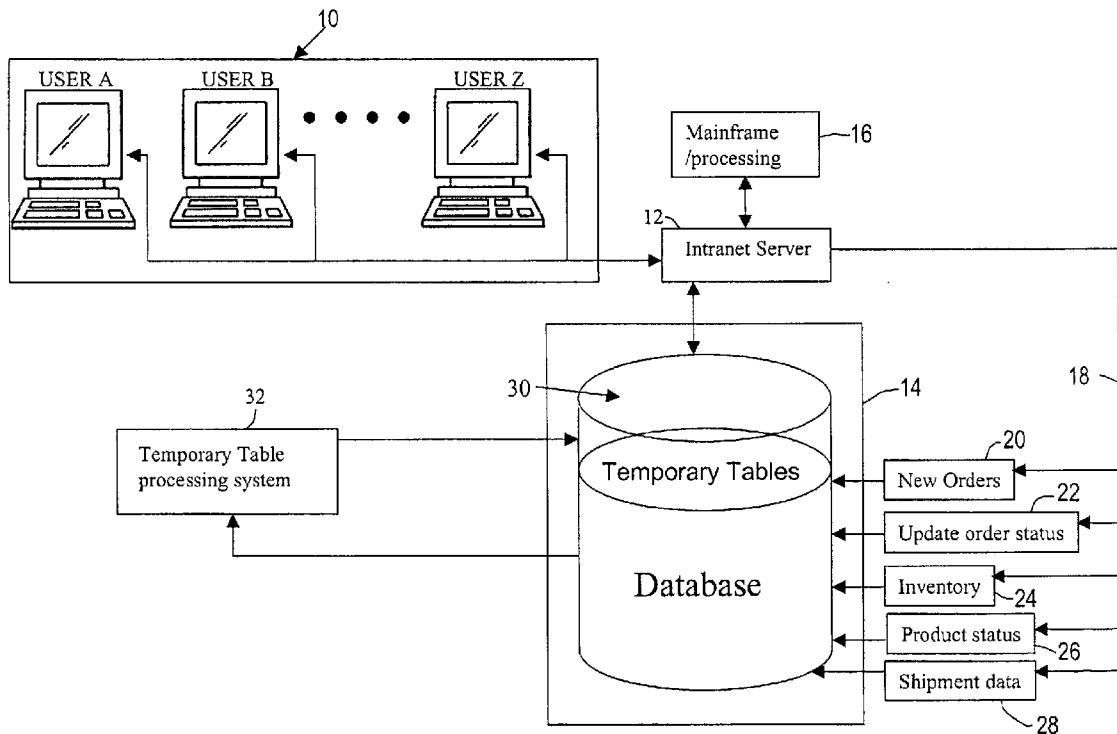 10
USER A
USER B
USER Z
Mainframe
/processing
16
12
Intranet Server
18
30
14
32
Temporary Table
processing system
Temporary Tables
20
New Orders
22
Update order status
Database
Inventory
24
Product status
26
Shipment data
28